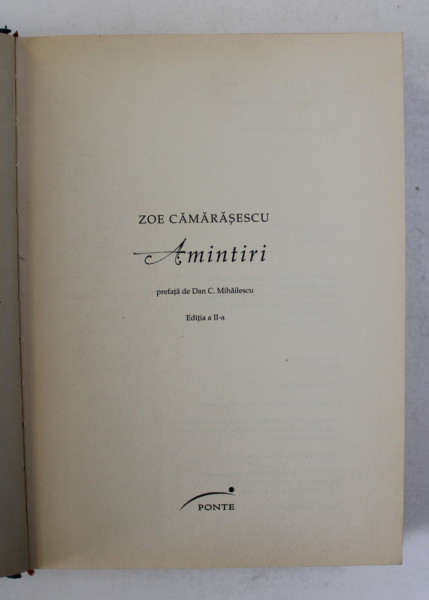 ZOE CĂMĂRĂȘESCU
Amintiri
prefață de Dan C. Mihăilescu
Ediția a II-a
PONTE